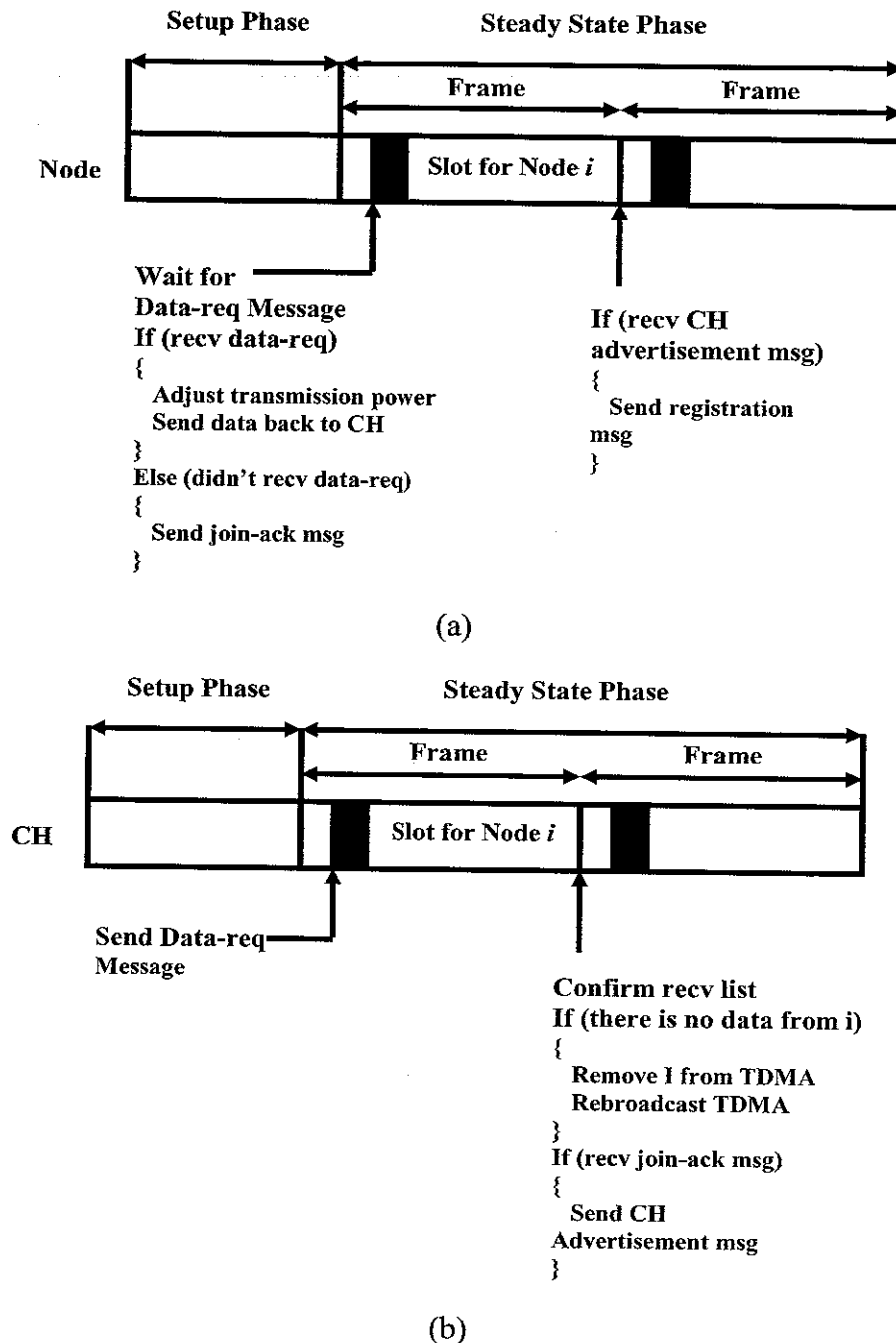 Setup Phase Steady State Phase
Frame Frame
Node
Slot for Node i
Wait for
Data-req Message
If (recv data-req)
{
Adjust transmission power
Send data back to CH
}
Else (didn't recv data-req)
{
Send join-ack msg
}
If (recv CH
advertisement msg)
{
Send registration
msg
}
(a)
Setup Phase Steady State Phase
Frame Frame
CH
Slot for Node i
Send Data-req
Message
Confirm recv list
If (there is no data from i)
{
Remove I from TDMA
Rebroadcast TDMA
}
If (recv join-ack msg)
{
Send CH
Advertisement msg
}
(b)